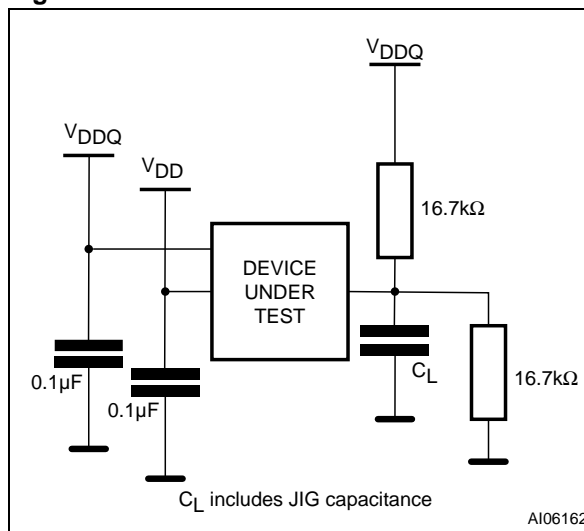 VDDQ
VDDQ
VDD
16.7kΩ
DEVICE
UNDER
TEST
0.1µF
0.1µF
CL
16.7kΩ
CL includes JIG capacitance
AI06162